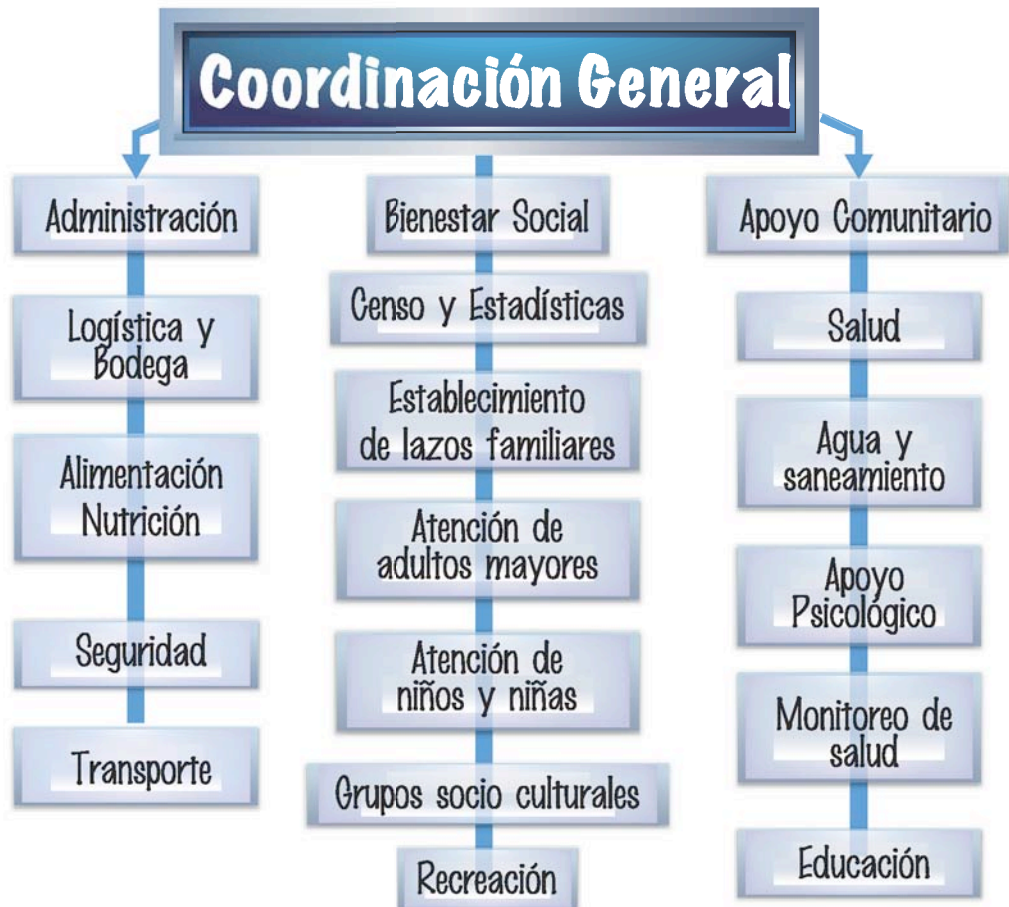 Coordinación General
Administración
Logística y
Bodega
Alimentación
Nutrición
Seguridad
Transporte
Bienestar Social
Censo y Estadísticas
Establecimiento
de lazos familiares
Atención de
adultos mayores
Atención de
niños y niñas
Grupos socio culturales
Recreación
Apoyo Comunitario
Salud
Agua y
saneamiento
Apoyo
Psicológico
Monitoreo de
salud
Educación